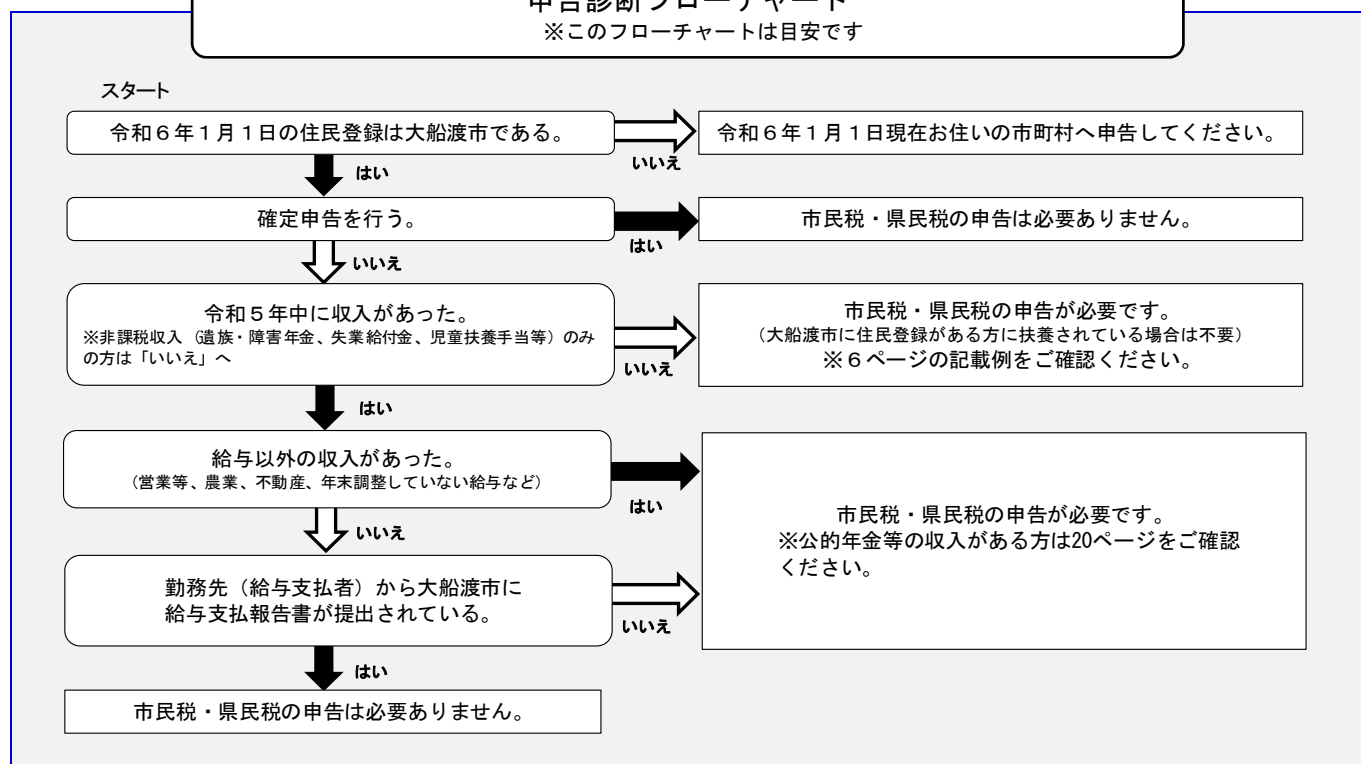 申告診断フローチャート
※このフローチャートは目安です
スタート
令和６年１月１日の住民登録は大船渡市である。
いいえ
令和６年１月１日現在お住いの市町村へ申告してください。
はい
確定申告を行う。
はい
市民税・県民税の申告は必要ありません。
いいえ
令和５年中に収入があった。
※非課税収入（遺族・障害年金、失業給付金、児童扶養手当等）のみ
の方は「いいえ」へ
いいえ
市民税・県民税の申告が必要です。
（大船渡市に住民登録がある方に扶養されている場合は不要）
※６ページの記載例をご確認ください。
はい
給与以外の収入があった。
（営業等、農業、不動産、年末調整していない給与など）
はい
市民税・県民税の申告が必要です。
※公的年金等の収入がある方は20ページをご確認
ください。
いいえ
勤務先（給与支払者）から大船渡市に
給与支払報告書が提出されている。
いいえ
はい
市民税・県民税の申告は必要ありません。